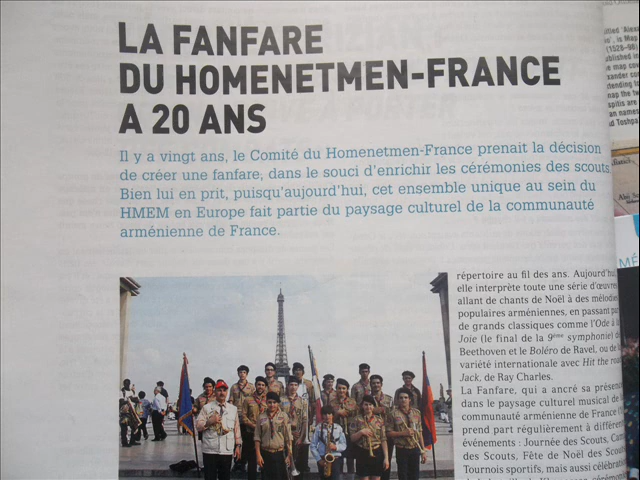 LA FANFARE
DU HOMENETMEN-FRANCE
A 20 ANS
Il y a vingt ans, le Comité du Homenetmen-France prenait la décision
de créer une fanfare, dans le souci d'enrichir les cérémonies des scouts
Bien lui en prit, puisqu'aujourd'hui, cet ensemble unique au sein du
HMEM en Europe fait partie du paysage culturel de la communauté
arménienne de France.
répertoire au fil des ans. Aujourd'hu
elle interprète toute une série d'œuvres
allant de chants de Noël à des mélodies
populaires arméniennes, en passant par
de grands classiques comme l'Ode à la
Joie (le final de la 9ème symphonie) de
Beethoven et le Boléro de Ravel, ou de la
variété internationale avec Hit the road
Jack, de Ray Charles.
La Fanfare, qui a ancré sa présence
dans le paysage culturel musical de
communauté arménienne de France
prend part régulièrement à différents
événements : Journée des Scouts, Camp
des Scouts, Fête de Noël des Scouts
Tournois sportifs, mais aussi célébrat